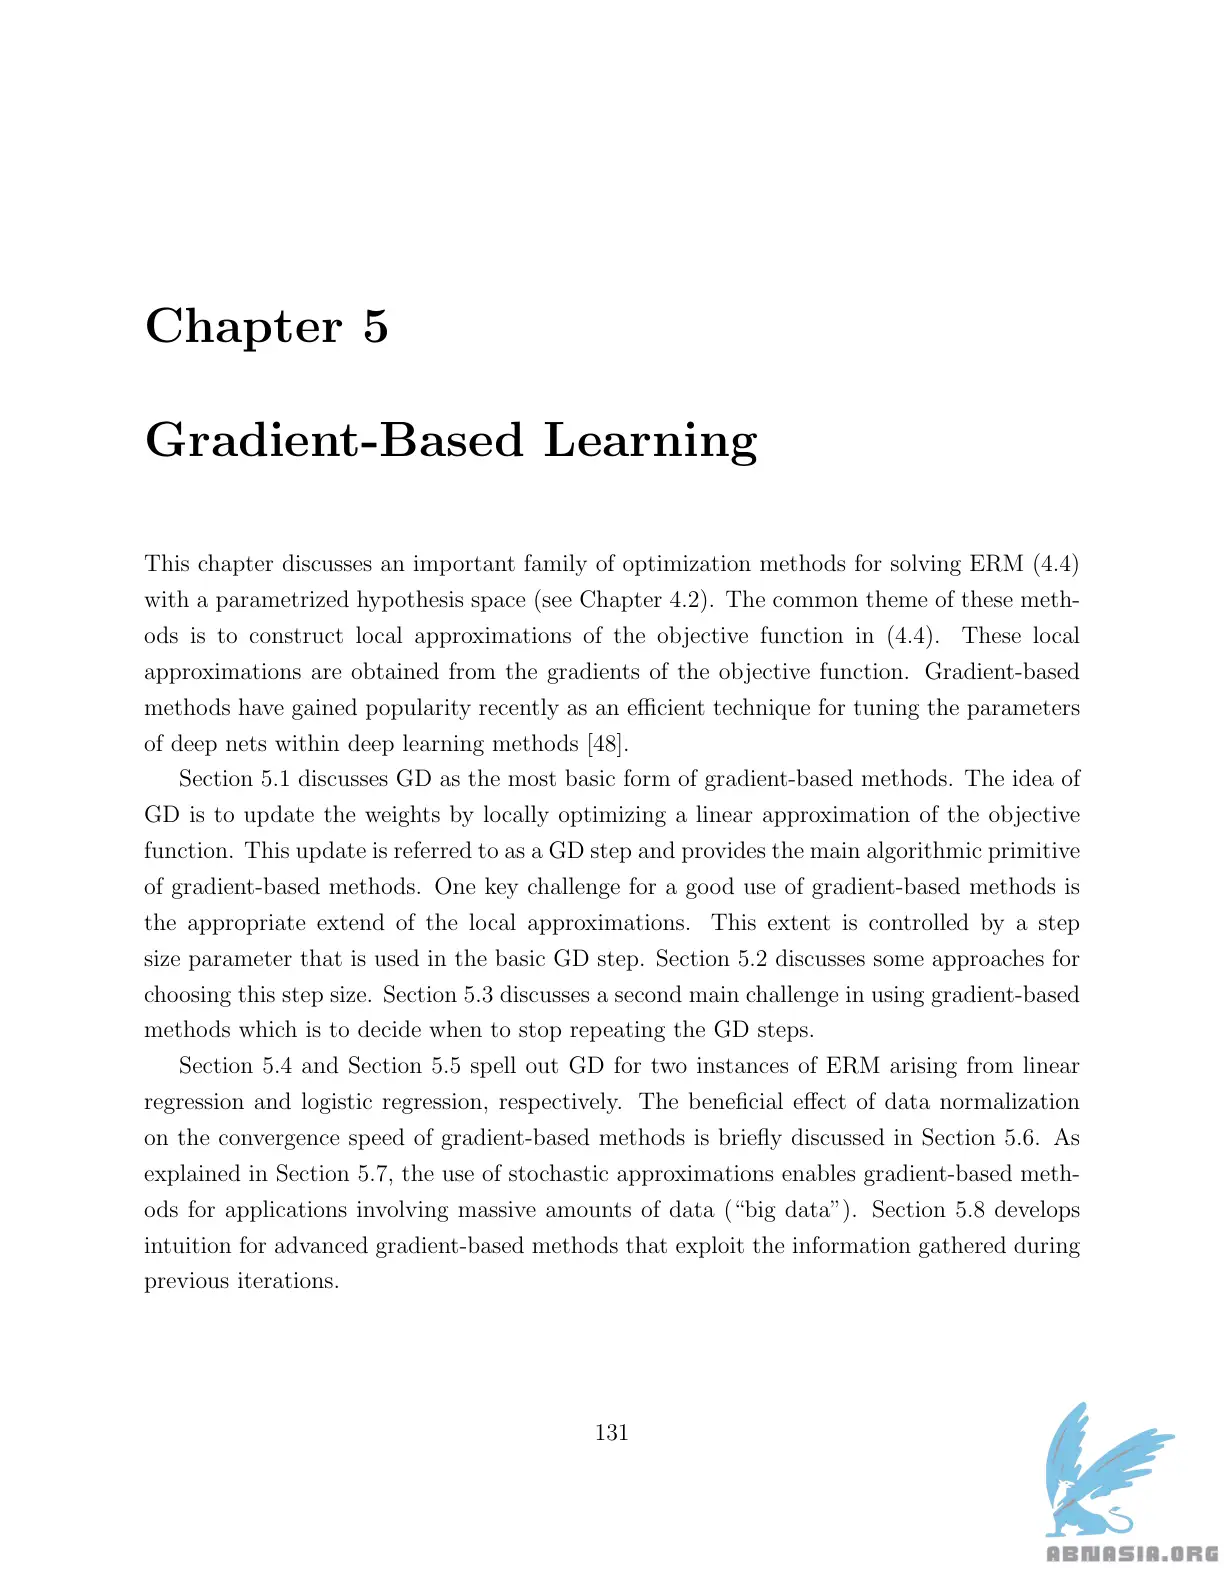 Chapter 5
Gradient-Based Learning
This chapter discusses an important family of optimization methods for solving ERM (4.4)
with a parametrized hypothesis space (see Chapter 4.2). The common theme of these meth-
ods is to construct local approximations of the objective function in (4.4). These local
approximations are obtained from the gradients of the objective function. Gradient-based
methods have gained popularity recently as an efficient technique for tuning the parameters
of deep nets within deep learning methods [48].
Section 5.1 discusses GD as the most basic form of gradient-based methods. The idea of
GD is to update the weights by locally optimizing a linear approximation of the objective
function. This update is referred to as a GD step and provides the main algorithmic primitive
of gradient-based methods. One key challenge for a good use of gradient-based methods is
the appropriate extend of the local approximations. This extent is controlled by a step
size parameter that is used in the basic GD step. Section 5.2 discusses some approaches for
choosing this step size. Section 5.3 discusses a second main challenge in using gradient-based
methods which is to decide when to stop repeating the GD steps.
Section 5.4 and Section 5.5 spell out GD for two instances of ERM arising from linear
regression and logistic regression, respectively. The beneficial effect of data normalization
on the convergence speed of gradient-based methods is briefly discussed in Section 5.6. As
explained in Section 5.7, the use of stochastic approximations enables gradient-based meth-
ods for applications involving massive amounts of data (“big data”). Section 5.8 develops
intuition for advanced gradient-based methods that exploit the information gathered during
previous iterations.
131
ABNASIA.ORG